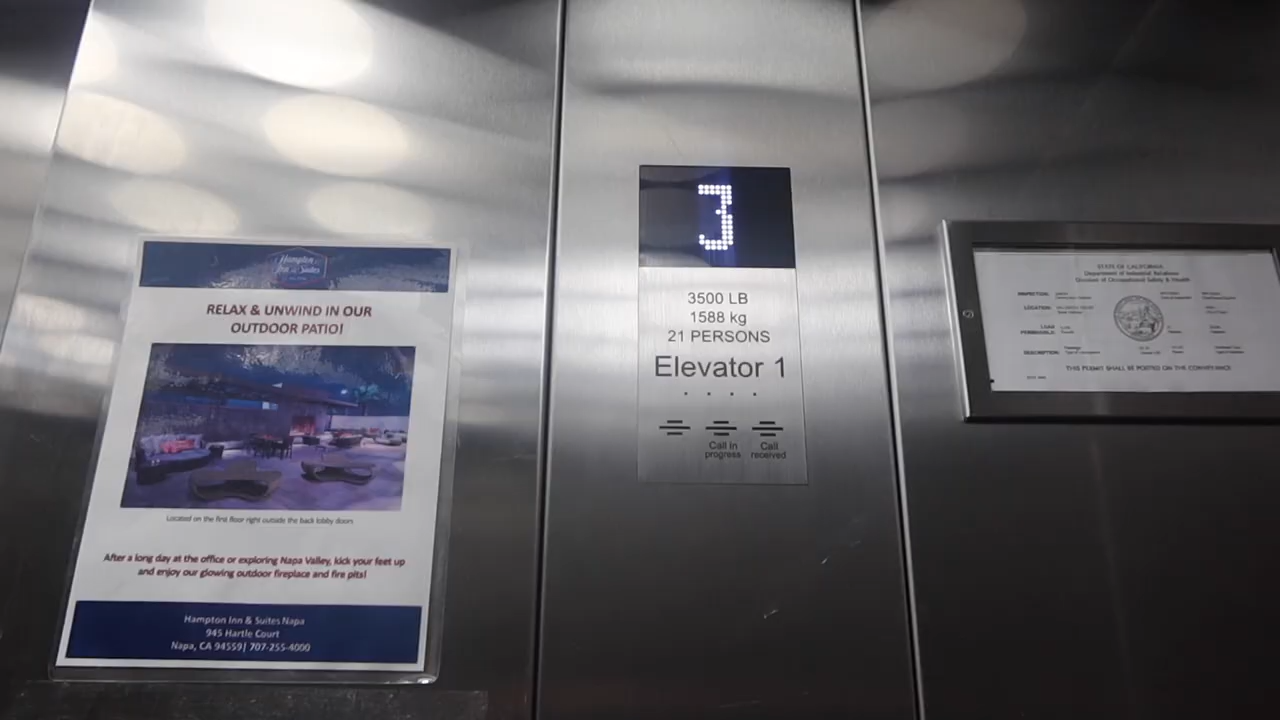 Hampton
Inn & Suites
RELAX & UNWIND IN OUR
OUTDOOR PATIO!
Located on the first floor right outside the back lobby doors
After a long day at the office or exploring Napa Valley, kick your feet up
and enjoy our glowing outdoor fireplace and fire pits!
Hampton Inn & Suites Napa
945 Hartle Court
Napa, CA 94559| 707-255-4000
3
3500 LB
1588 kg
21 PERSONS
Elevator 1
Call in
progress
Call
received
STATE OF CALIFORNIA
Department of Industrial Relations
Division of Occupational Safety & Health
INSPECTION:
LOCATION:
LOAD
PERMISSIBLE:
DESCRIPTION:
THIS PERMIT SHALL BE POSTED ON THE CONVEYANCE